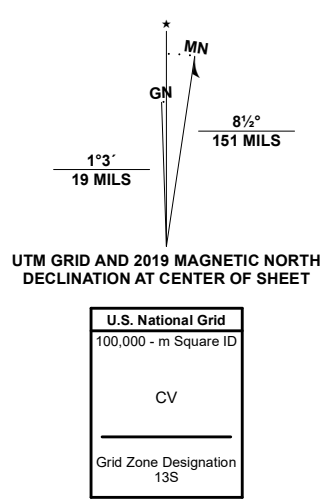 ★
MN
GN
8½°
151 MILS
1°3´
19 MILS
UTM GRID AND 2019 MAGNETIC NORTH
DECLINATION AT CENTER OF SHEET
U.S. National Grid
100,000 - m Square ID
CV
Grid Zone Designation
13S